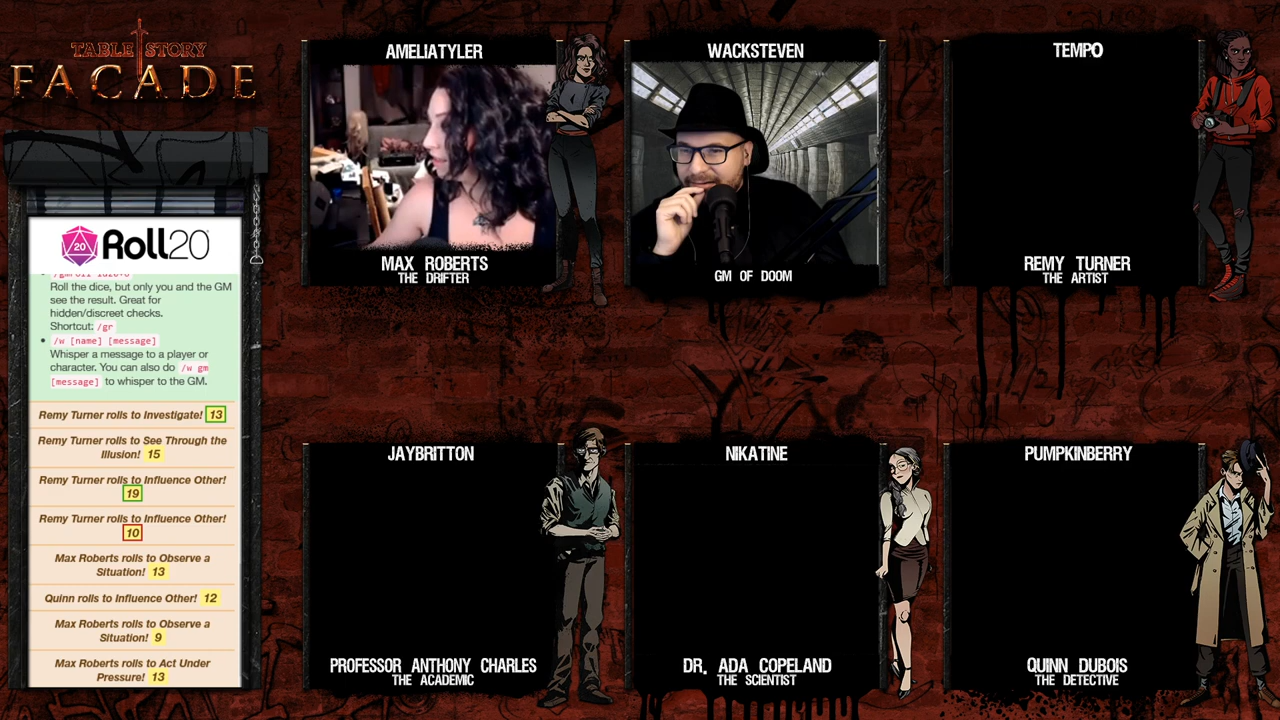 TABLE STORY
FACADE
Roll20
Roll the dice, but only you and the GM
see the result. Great for
hidden/discreet checks.
Shortcut: /gr
• /w [name] [message]
Whisper a message to a player or
character. You can also do /w gm
[message] to whisper to the GM.
Remy Turner rolls to Investigate! 13
Remy Turner rolls to See Through the
Illusion! 15
Remy Turner rolls to Influence Other!
19
Remy Turner rolls to Influence Other!
10
Max Roberts rolls to Observe a
Situation! 13
Quinn rolls to Influence Other! 12
Max Roberts rolls to Observe a
Situation! 9
Max Roberts rolls to Act Under
Pressure! 13
AMELIATYLER
MAX ROBERTS
THE DRIFTER
WACKSTEVEN
GM OF DOOM
TEMPO
REMY TURNER
THE ARTIST
JAYBRITTON
PROFESSOR ANTHONY CHARLES
THE ACADEMIC
NIKATINE
DR. ADA COPELAND
THE SCIENTIST
PUMPKINBERRY
QUINN DUBOIS
THE DETECTIVE